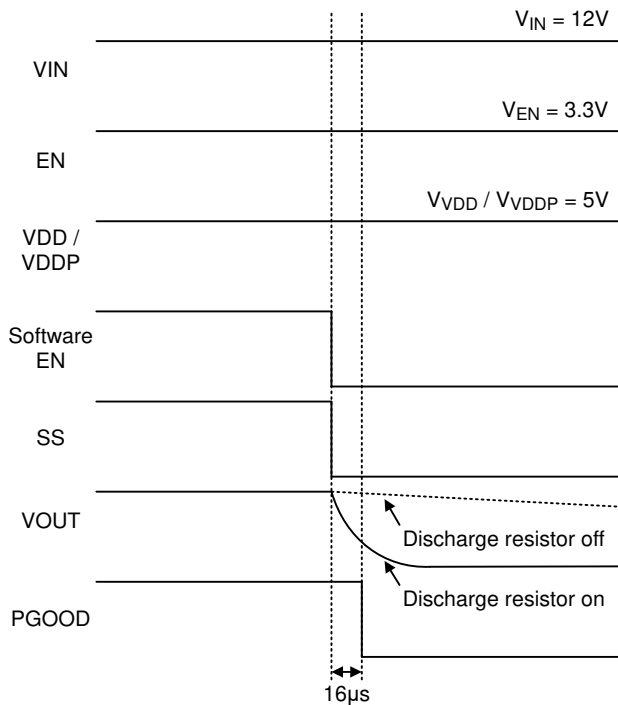 V_IN = 12V
VIN
V_EN = 3.3V
EN
V_VDD / V_VDDP = 5V
VDD /
VDDP
Software
EN
SS
VOUT
Discharge resistor off
Discharge resistor on
PGOOD
16µs